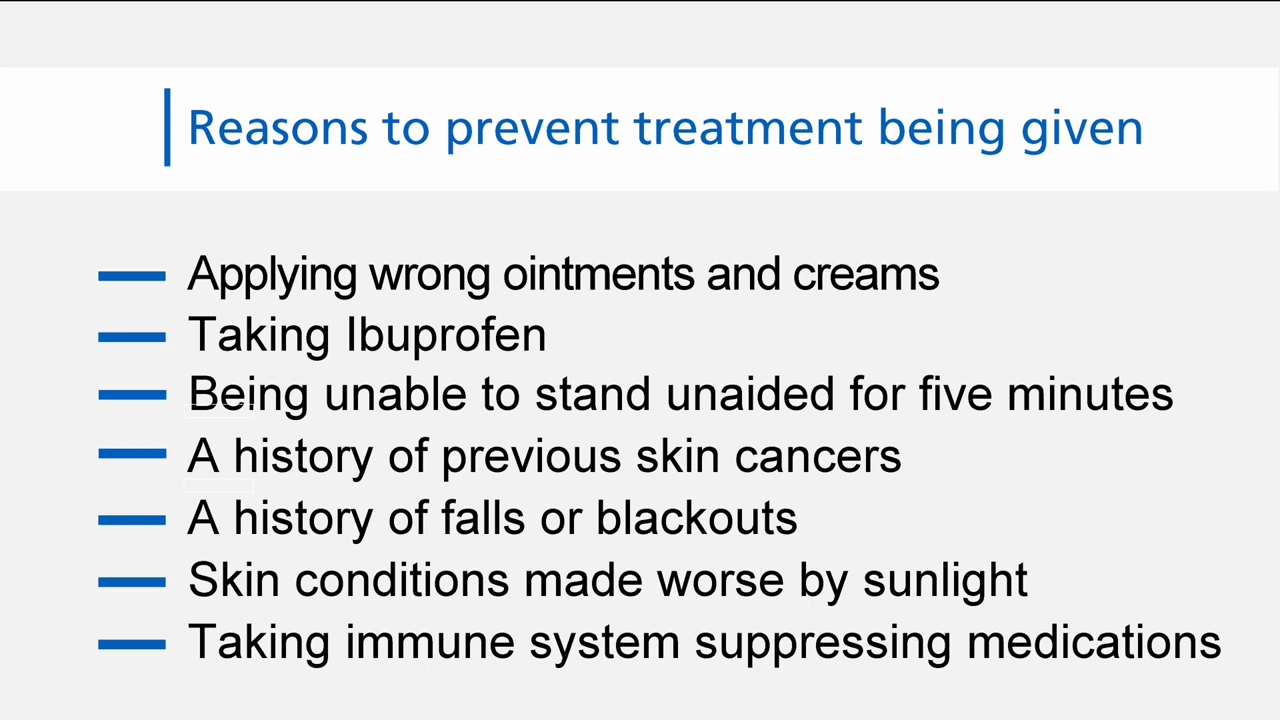 Reasons to prevent treatment being given
Applying wrong ointments and creams
Taking Ibuprofen
Being unable to stand unaided for five minutes
A history of previous skin cancers
A history of falls or blackouts
Skin conditions made worse by sunlight
Taking immune system suppressing medications